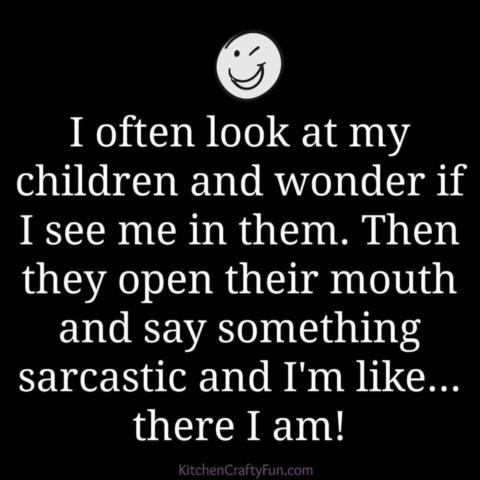 I often look at my
children and wonder if
I see me in them. Then
they open their mouth
and say something
sarcastic and I'm like...
there I am!
KitchenCraftyFun.com